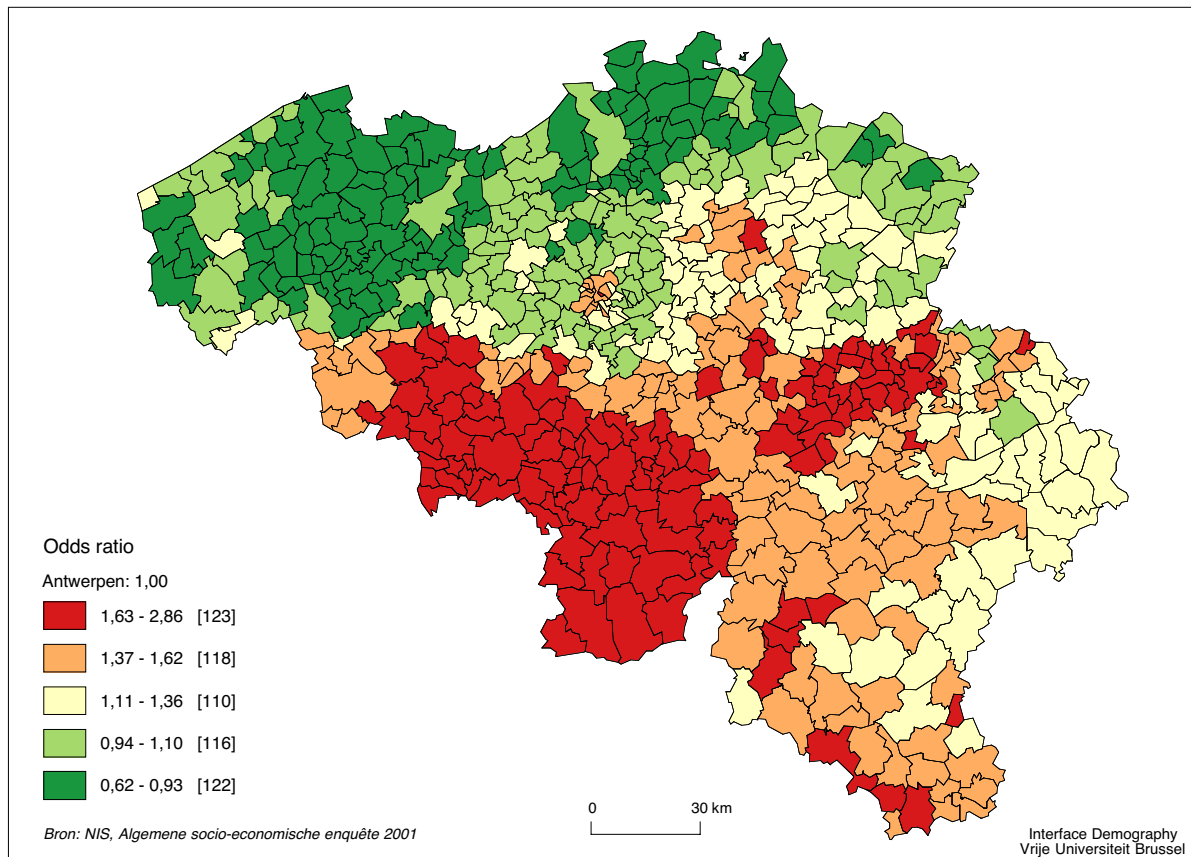 Odds ratio
Antwerpen: 1,00
1,63 - 2,86 [123]
1,37 - 1,62 [118]
1,11 - 1,36 [110]
0,94 - 1,10 [116]
0,62 - 0,93 [122]
Bron: NIS, Algemene socio-economische enquête 2001
0 30 km
Interface Demography
Vrije Universiteit Brussel